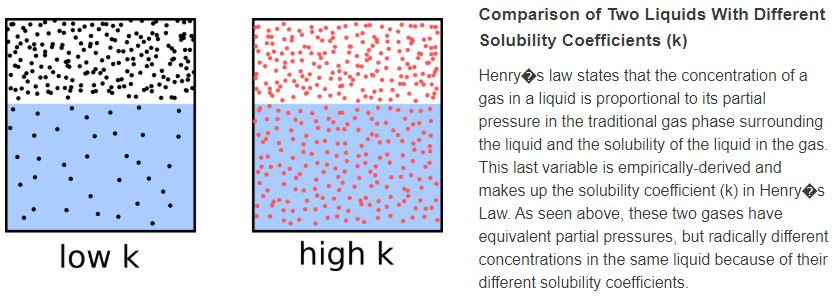 low k
high k
Comparison of Two Liquids With Different
Solubility Coefficients (k)
Henry�s law states that the concentration of a
gas in a liquid is proportional to its partial
pressure in the traditional gas phase surrounding
the liquid and the solubility of the liquid in the gas.
This last variable is empirically-derived and
makes up the solubility coefficient (k) in Henry�s
Law. As seen above, these two gases have
equivalent partial pressures, but radically different
concentrations in the same liquid because of their
different solubility coefficients.